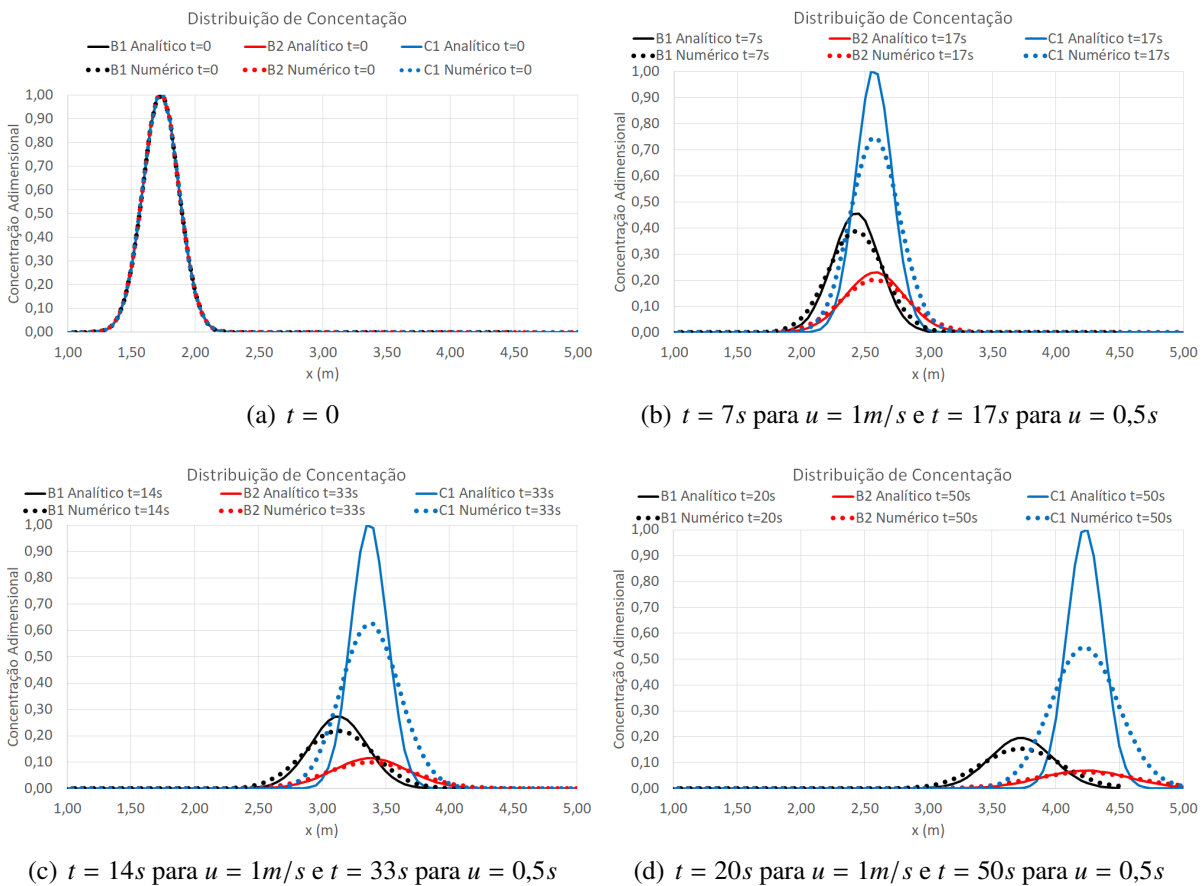 Distribuição de Concentação
B1 Analítico t=0 B2 Analítico t=0 C1 Analítico t=0
B1 Numérico t=0 B2 Numérico t=0 C1 Numérico t=0
Concentração Adimensional
1,00
0,90
0,80
0,70
0,60
0,50
0,40
0,30
0,20
0,10
0,00
1,00 1,50 2,00 2,50 3,00 3,50 4,00 4,50 5,00
x (m)
(a) t = 0
Distribuição de Concentação
B1 Analítico t=7s B2 Analítico t=17s C1 Analítico t=17s
B1 Numérico t=7s B2 Numérico t=17s C1 Numérico t=17s
Concentração Adimensional
1,00
0,90
0,80
0,70
0,60
0,50
0,40
0,30
0,20
0,10
0,00
1,00 1,50 2,00 2,50 3,00 3,50 4,00 4,50 5,00
x (m)
(b) t = 7s para u = 1m/s e t = 17s para u = 0,5s
Distribuição de Concentação
B1 Analítico t=14s B2 Analítico t=33s C1 Analítico t=33s
B1 Numérico t=14s B2 Numérico t=33s C1 Numérico t=33s
Concentração Adimensional
1,00
0,90
0,80
0,70
0,60
0,50
0,40
0,30
0,20
0,10
0,00
1,00 1,50 2,00 2,50 3,00 3,50 4,00 4,50 5,00
x (m)
(c) t = 14s para u = 1m/s e t = 33s para u = 0,5s
Distribuição de Concentação
B1 Analítico t=20s B2 Analítico t=50s C1 Analítico t=50s
B1 Numérico t=20s B2 Numérico t=50s C1 Numérico t=50s
Concentração Adimensional
1,00
0,90
0,80
0,70
0,60
0,50
0,40
0,30
0,20
0,10
0,00
1,00 1,50 2,00 2,50 3,00 3,50 4,00 4,50 5,00
x (m)
(d) t = 20s para u = 1m/s e t = 50s para u = 0,5s